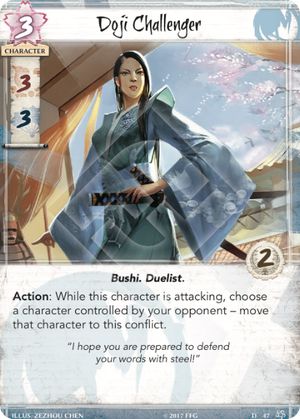 3
Doji Challenger
CHARACTER
3
3
2
Bushi. Duelist.
Action: While this character is attacking, choose
a character controlled by your opponent – move
that character to this conflict.
“I hope you are prepared to defend
your words with steel!”
ILLUS. ZEZHOU CHEN
© 2017 FFG
D 47